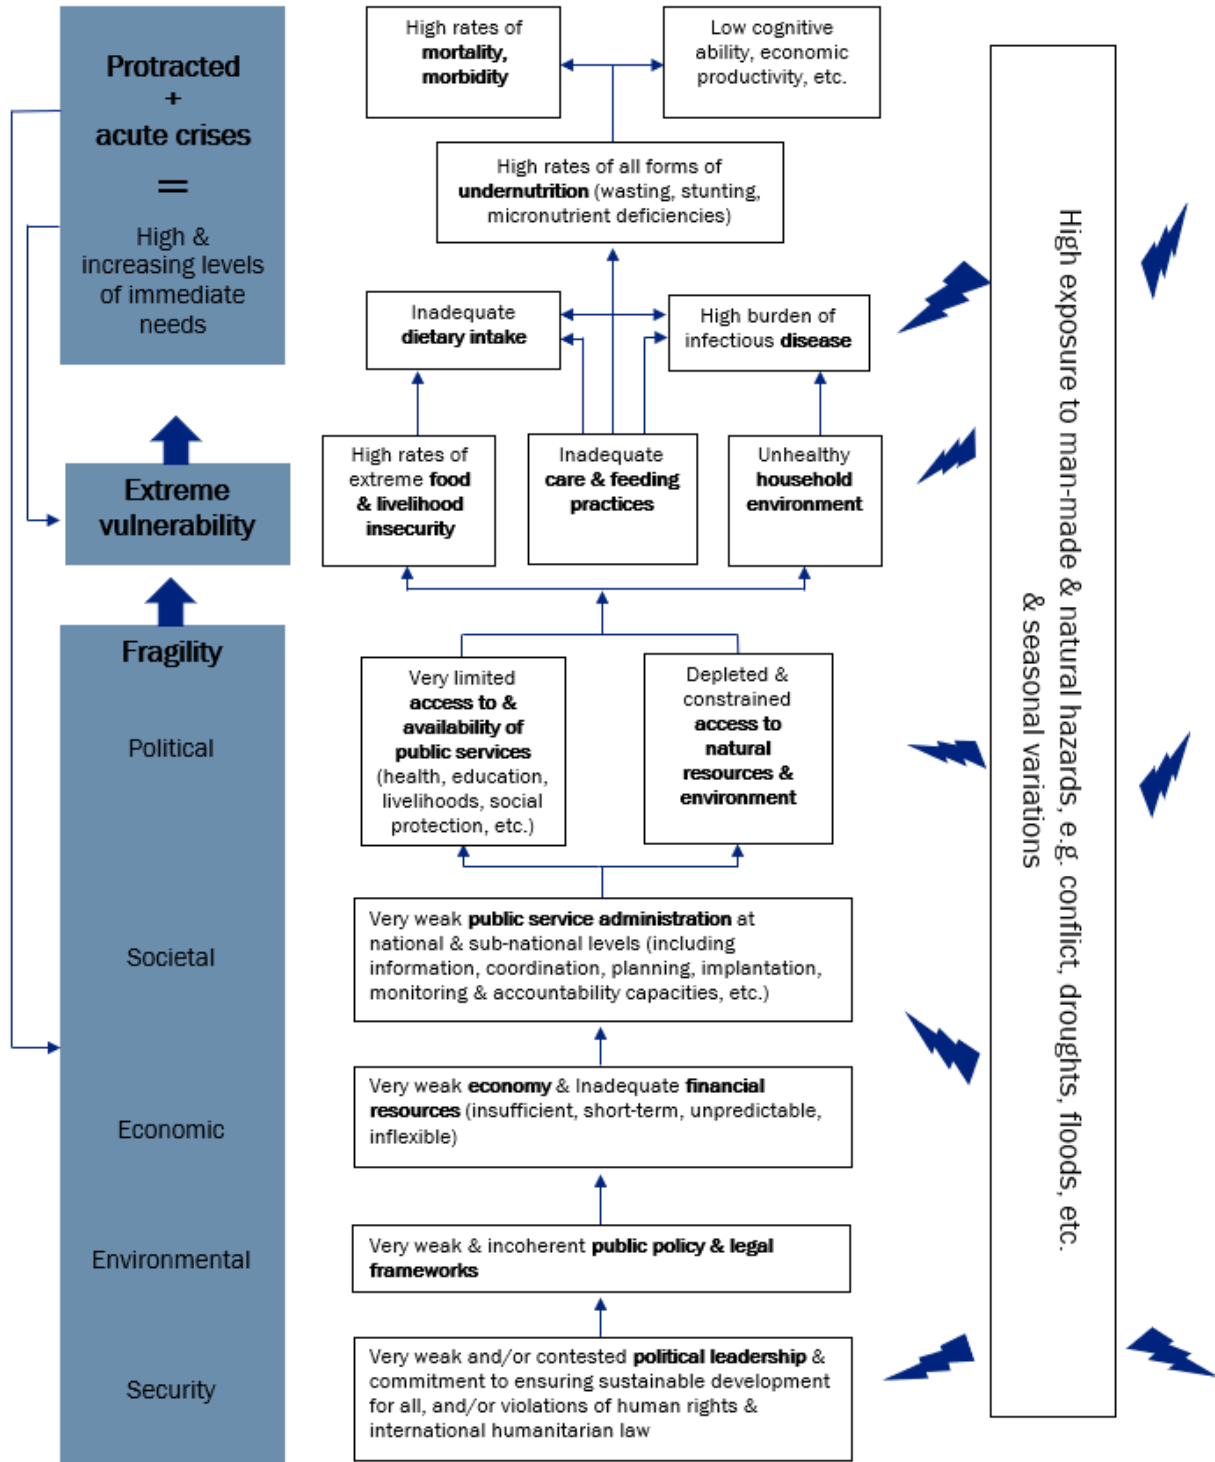 Protracted
+
acute crises
=
High &
increasing levels
of immediate
needs
Extreme
vulnerability
Fragility
Political
Societal
Economic
Environmental
Security
High rates of
mortality,
morbidity
Low cognitive
ability, economic
productivity, etc.
High rates of all forms of
undernutrition (wasting, stunting,
micronutrient deficiencies)
Inadequate
dietary intake
High burden of
infectious disease
High rates of
extreme food
& livelihood
insecurity
Inadequate
care & feeding
practices
Unhealthy
household
environment
Very limited
access to &
availability of
public services
(health, education,
livelihoods, social
protection, etc.)
Depleted &
constrained
access to
natural
resources &
environment
Very weak public service administration at
national & sub-national levels (including
information, coordination, planning, implantation,
monitoring & accountability capacities, etc.)
Very weak economy & Inadequate financial
resources (insufficient, short-term, unpredictable,
inflexible)
Very weak & incoherent public policy & legal
frameworks
Very weak and/or contested political leadership &
commitment to ensuring sustainable development
for all, and/or violations of human rights &
international humanitarian law
High exposure to man-made & natural hazards, e.g. conflict, droughts, floods, etc.
& seasonal variations